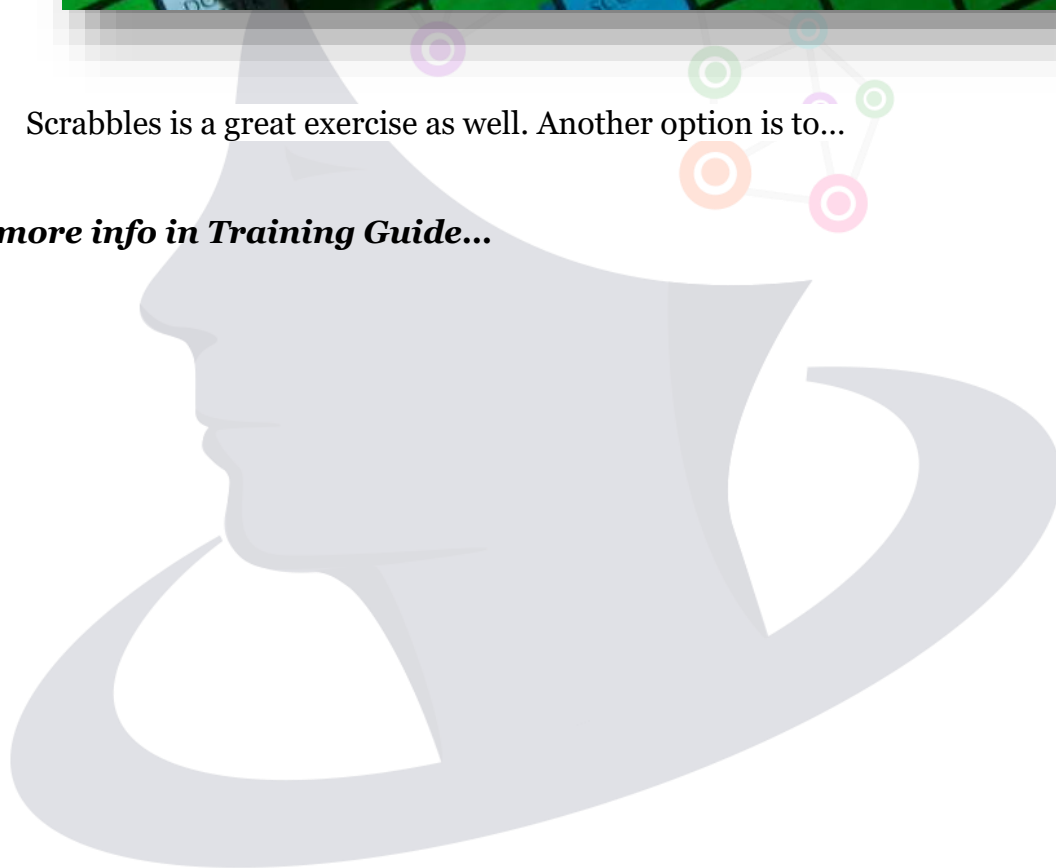 Scrabbles is a great exercise as well. Another option is to...
more info in Training Guide...